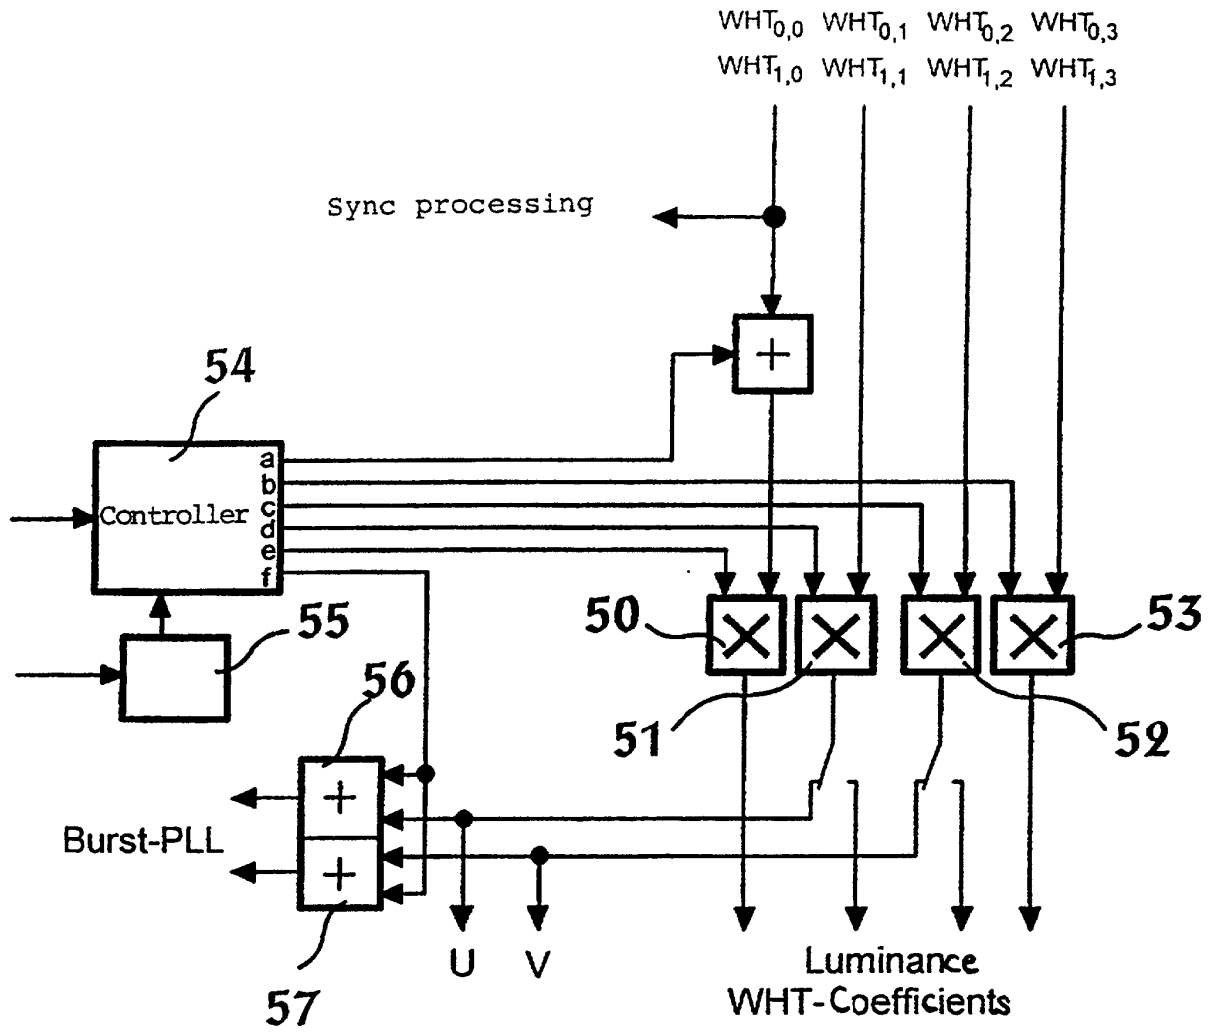 WHT0,0 WHT0,1 WHT0,2 WHT0,3
WHT1,0 WHT1,1 WHT1,2 WHT1,3
Sync processing
+
54
a
b
Controller
c
d
e
f
50
53
55
51
52
56
+
Burst-PLL
+
57
U
V
Luminance
WHT-Coefficients